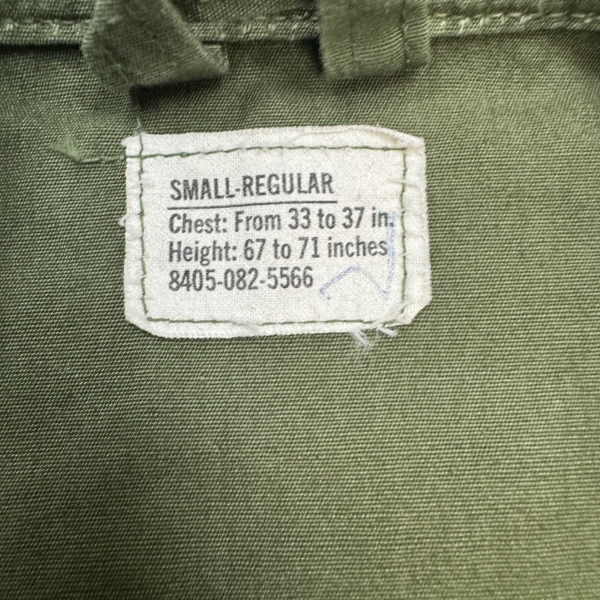 SMALL-REGULAR
Chest: From 33 to 37 in.
Height: 67 to 71 inches
8405-082-5566